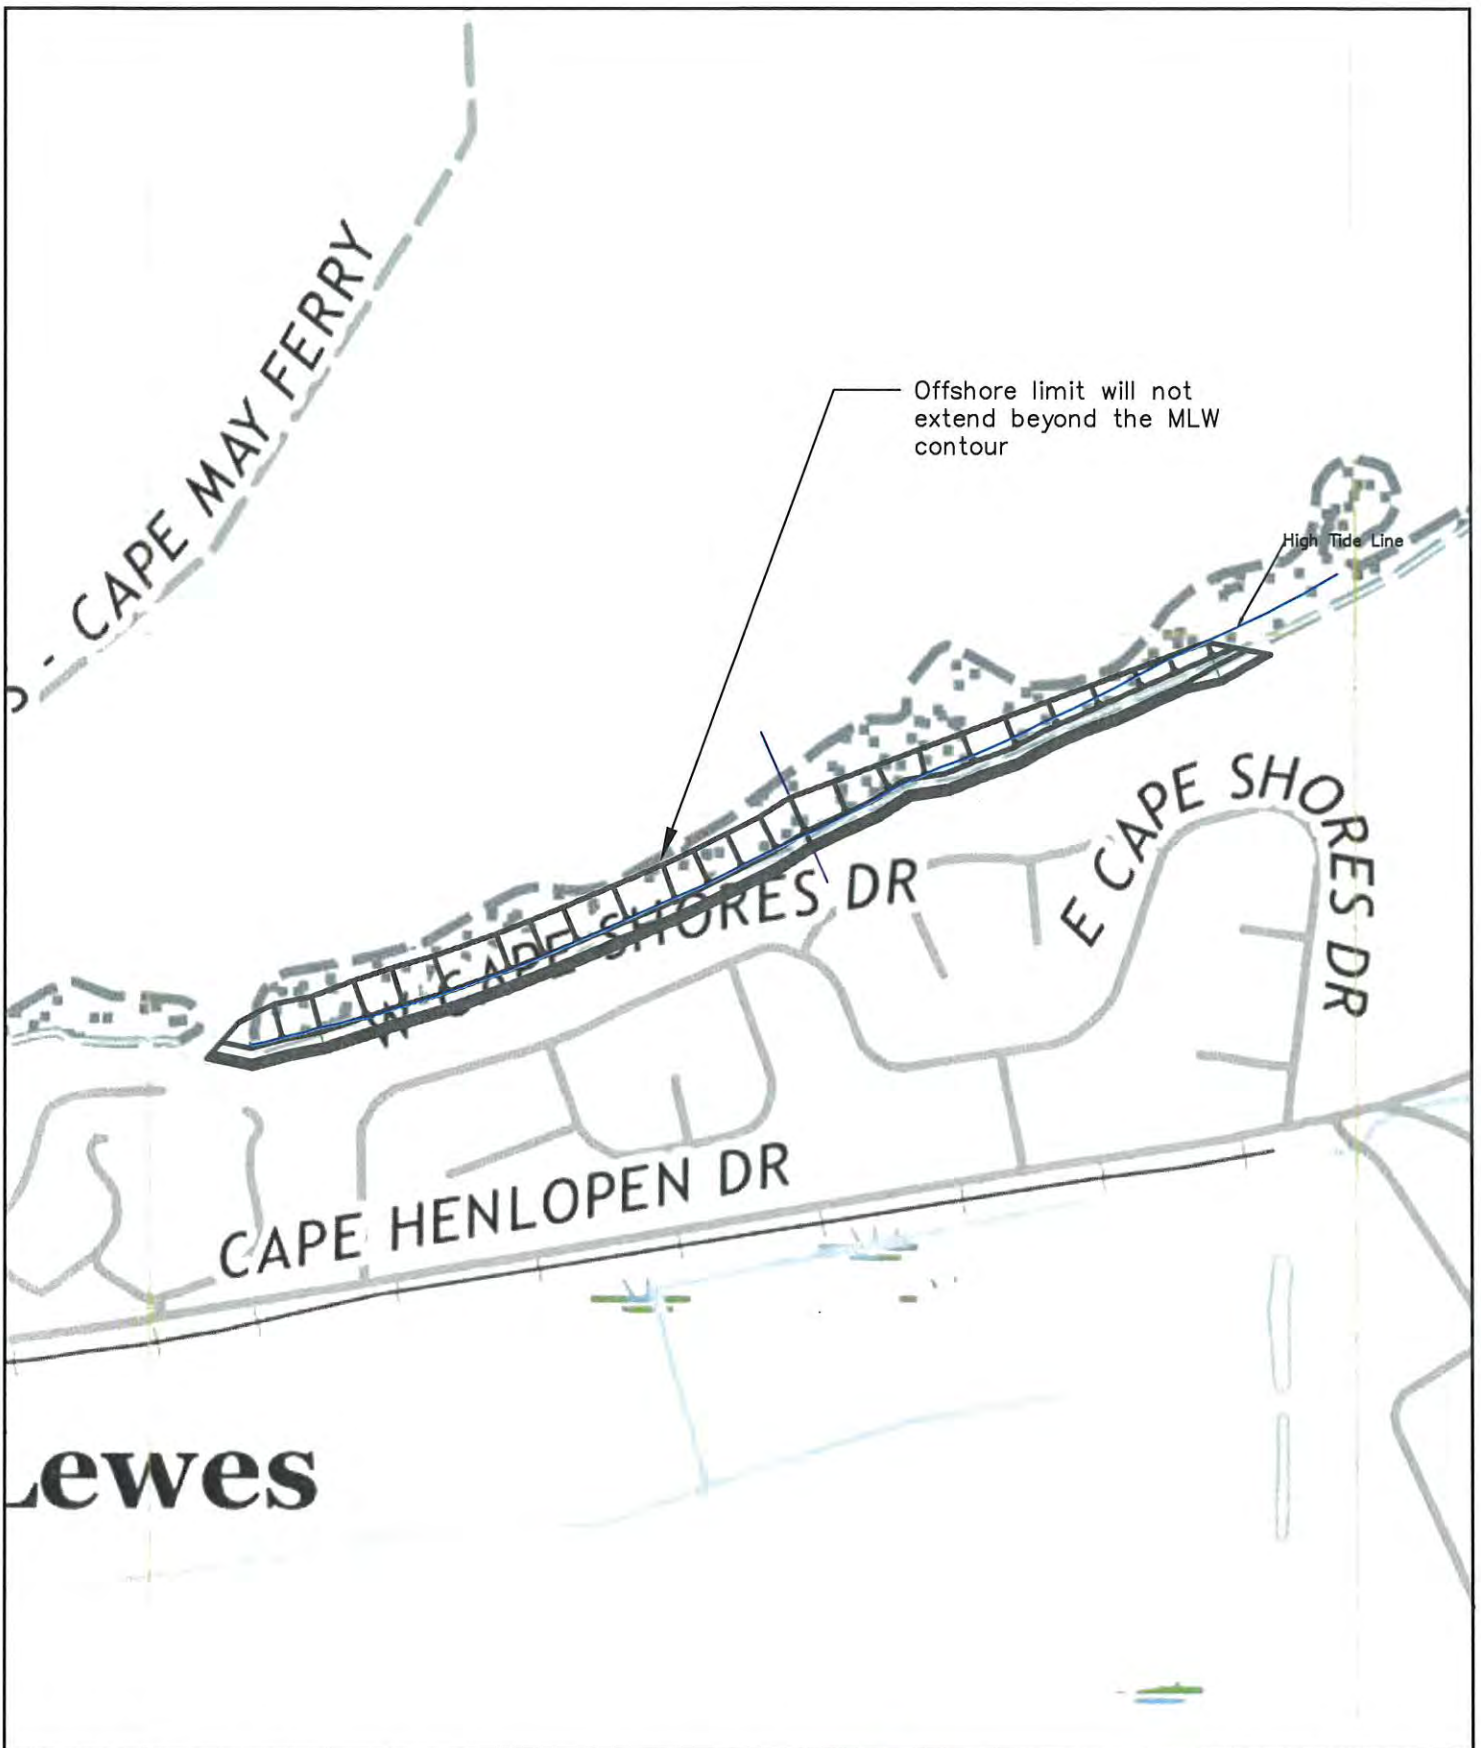 - CAPE MAY FERRY
Offshore limit will not
extend beyond the MLW
contour
High Tide Line
W CAPE SHORES DR
E CAPE SHORES DR
CAPE HENLOPEN DR
Lewes